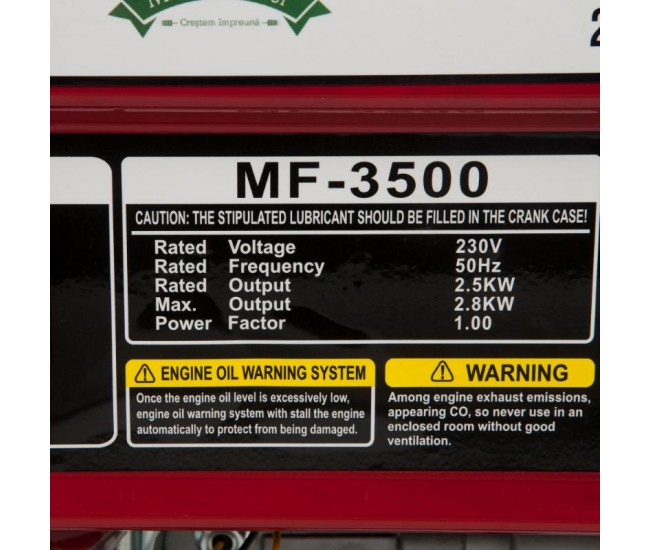 Creștem Împreună
2
MF-3500
CAUTION: THE STIPULATED LUBRICANT SHOULD BE FILLED IN THE CRANK CASE!
Rated Voltage 230V
Rated Frequency 50Hz
Rated Output 2.5KW
Max. Output 2.8KW
Power Factor 1.00
ENGINE OIL WARNING SYSTEM
Once the engine oil level is excessively low,
engine oil warning system with stall the engine
automatically to protect from being damaged.
WARNING
Among engine exhaust emissions,
appearing CO, so never use in an
enclosed room without good
ventilation.